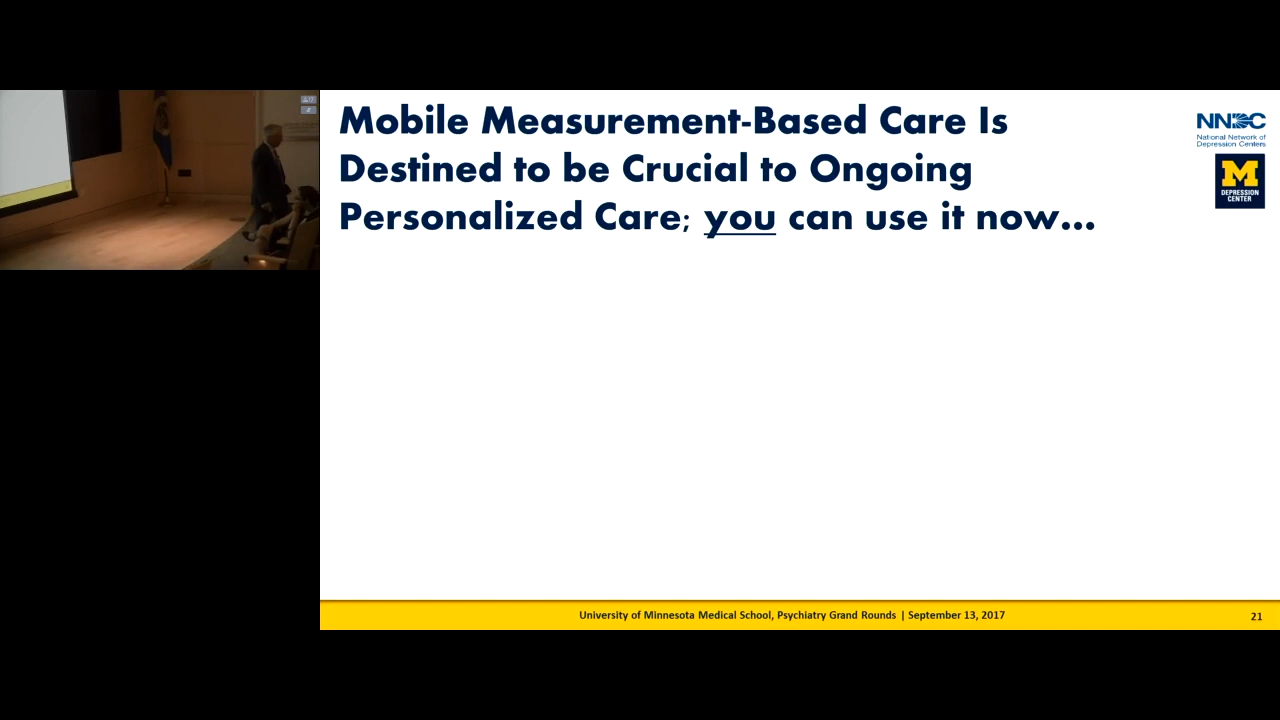 Mobile Measurement-Based Care Is
Destined to be Crucial to Ongoing
Personalized Care; you can use it now...
NNDC
National Network of
Depression Centers
M
DEPRESSION
CENTER
University of Minnesota Medical School, Psychiatry Grand Rounds | September 13, 2017
21